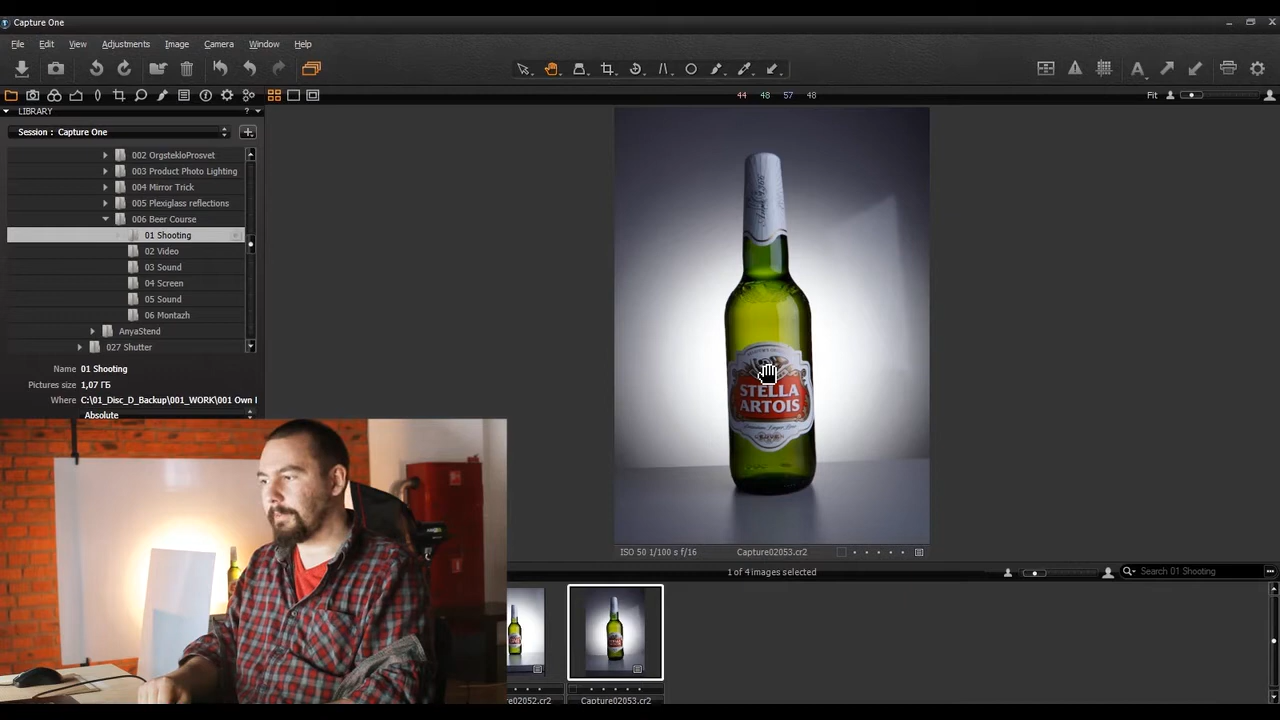 Capture One
File Edit View Adjustments Image Camera Window Help
44 48 57 48
Fit
LIBRARY ?
Session : Capture One
002 OrgstekloProsvet
003 Product Photo Lighting
004 Mirror Trick
005 Plexiglass reflections
006 Beer Course
01 Shooting
02 Video
03 Sound
04 Screen
05 Sound
06 Montazh
AnyaStend
027 Shutter
Name 01 Shooting
Pictures size 1,07 ГБ
Where C:\01_Disc_D_Backup\001_WORK\001 Own
Absolute
STELLA
ARTOIS
ISO 50 1/100 s f/16 Capture02053.cr2
1 of 4 images selected
Search 01 Shooting
02052.cr2 Capture02053.cr2